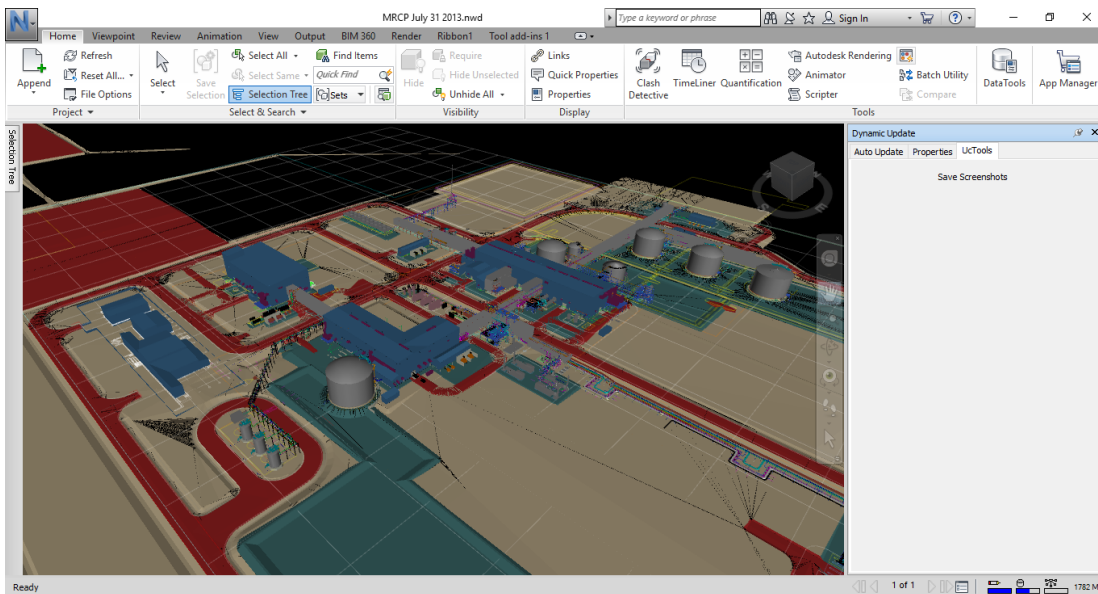 MRCP July 31 2013.nwd
Type a keyword or phrase
Sign In
Home Viewpoint Review Animation View Output BIM 360 Render Ribbon1 Tool add-ins 1
Append
Refresh
Reset All...
File Options
Project
Select
Save Selection
Select All
Select Same
Selection Tree
Find Items
Quick Find
Sets
Select & Search
Hide
Require
Hide Unselected
Unhide All
Visibility
Links
Quick Properties
Properties
Display
Clash Detective
TimeLiner
Quantification
Autodesk Rendering
Animator
Scripter
Batch Utility
Compare
DataTools
App Manager
Tools
Selection Tree
Dynamic Update
Auto Update Properties UcTools
Save Screenshots
Ready
1 of 1
1782 M